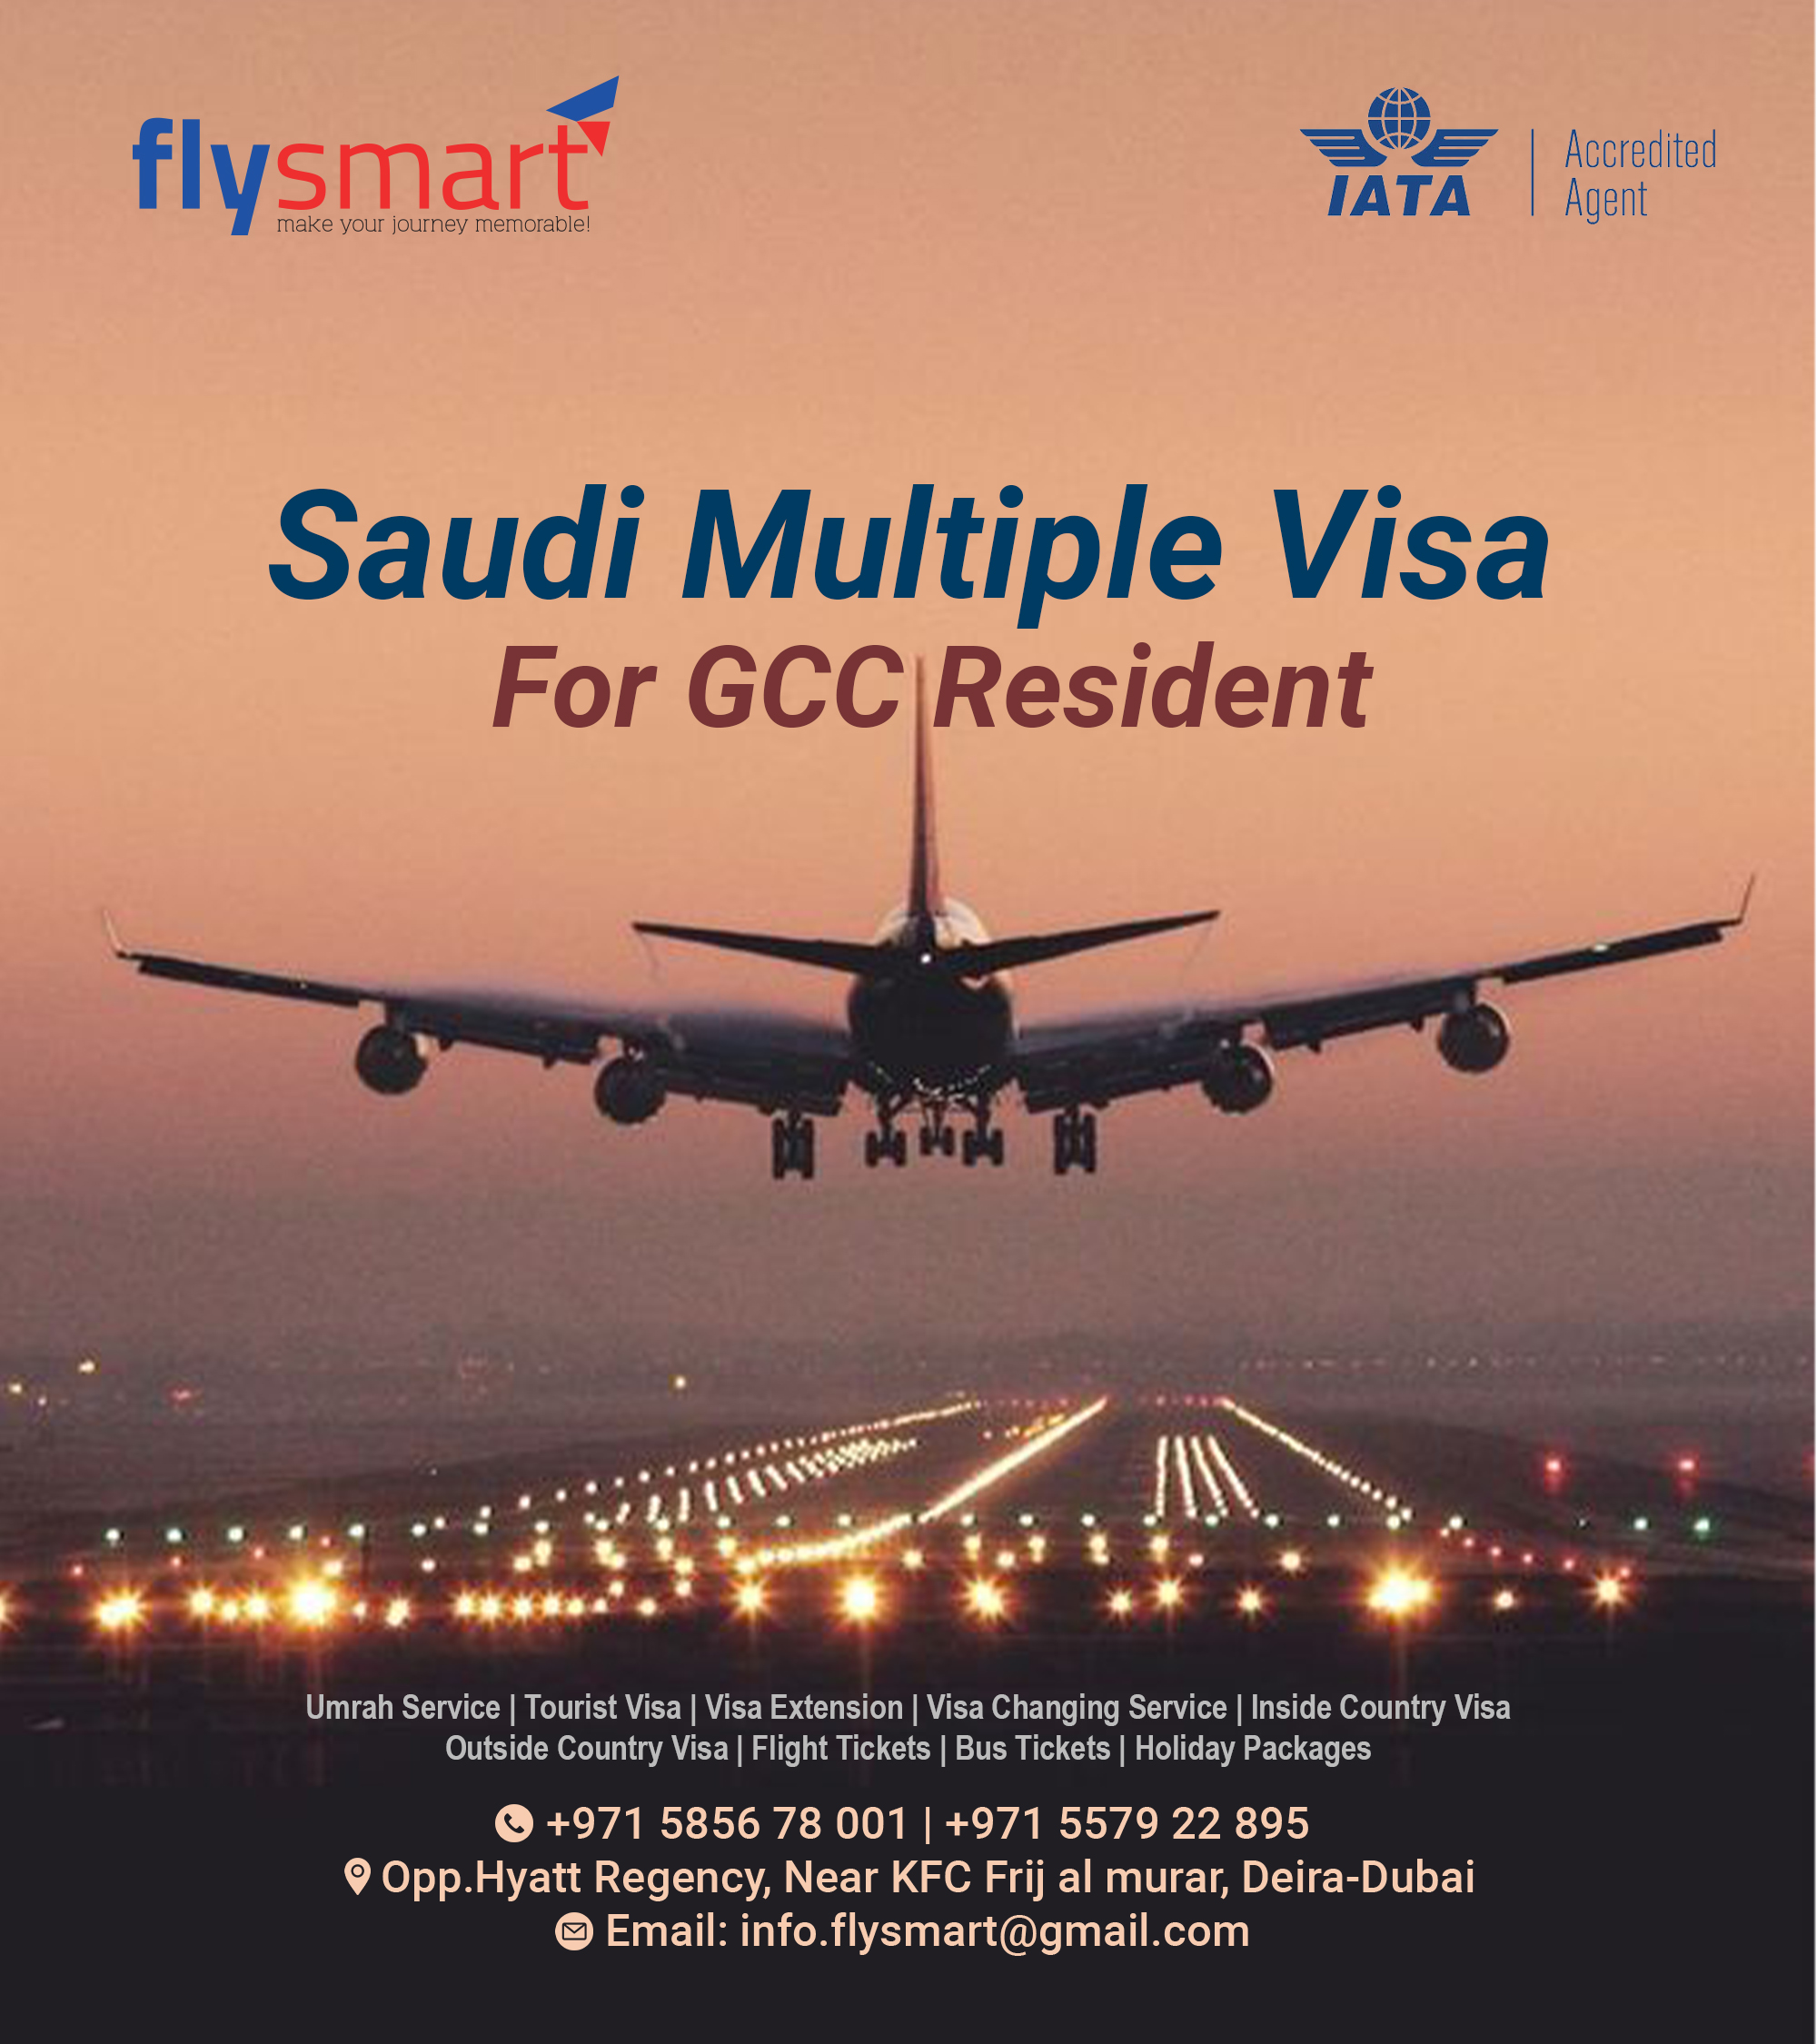 flysmart
make your journey memorable!
IATA
Accredited
Agent
Saudi Multiple Visa
For GCC Resident
Umrah Service | Tourist Visa | Visa Extension | Visa Changing Service | Inside Country Visa
Outside Country Visa | Flight Tickets | Bus Tickets | Holiday Packages
+971 5856 78 001 | +971 5579 22 895
Opp.Hyatt Regency, Near KFC Frij al murar, Deira-Dubai
Email: info.flysmart@gmail.com